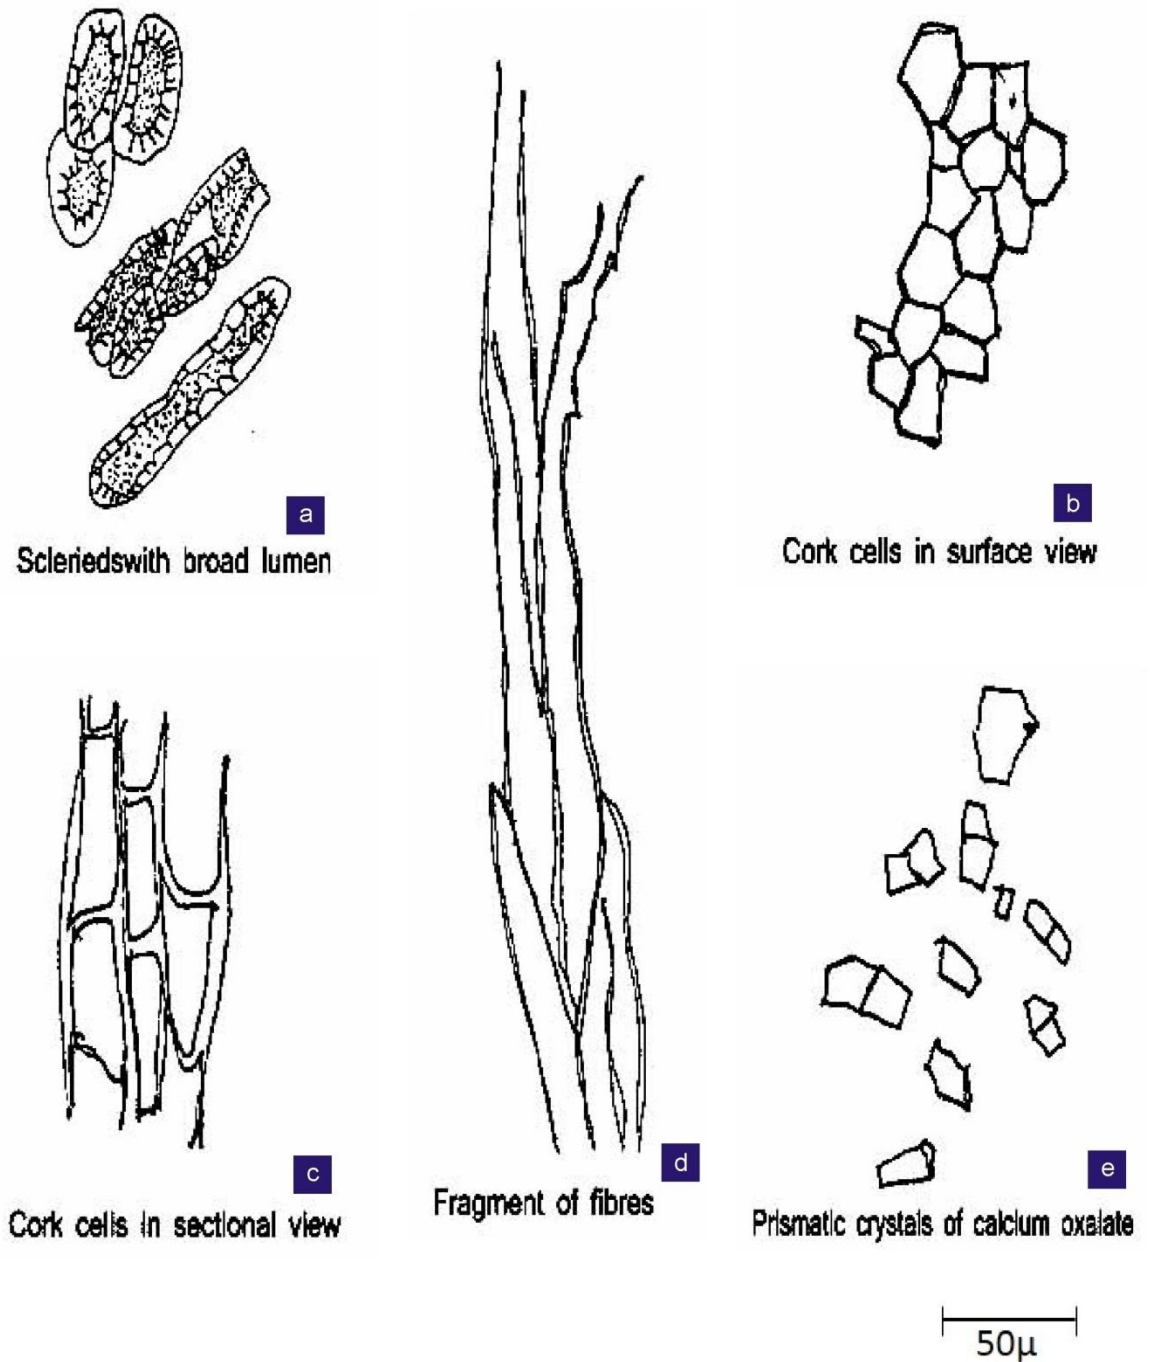 a
Scleriedswith broad lumen
b
Cork cells in surface view
c
Cork cells in sectional view
d
Fragment of fibres
e
Prismatic crystals of calcium oxalate
50μ